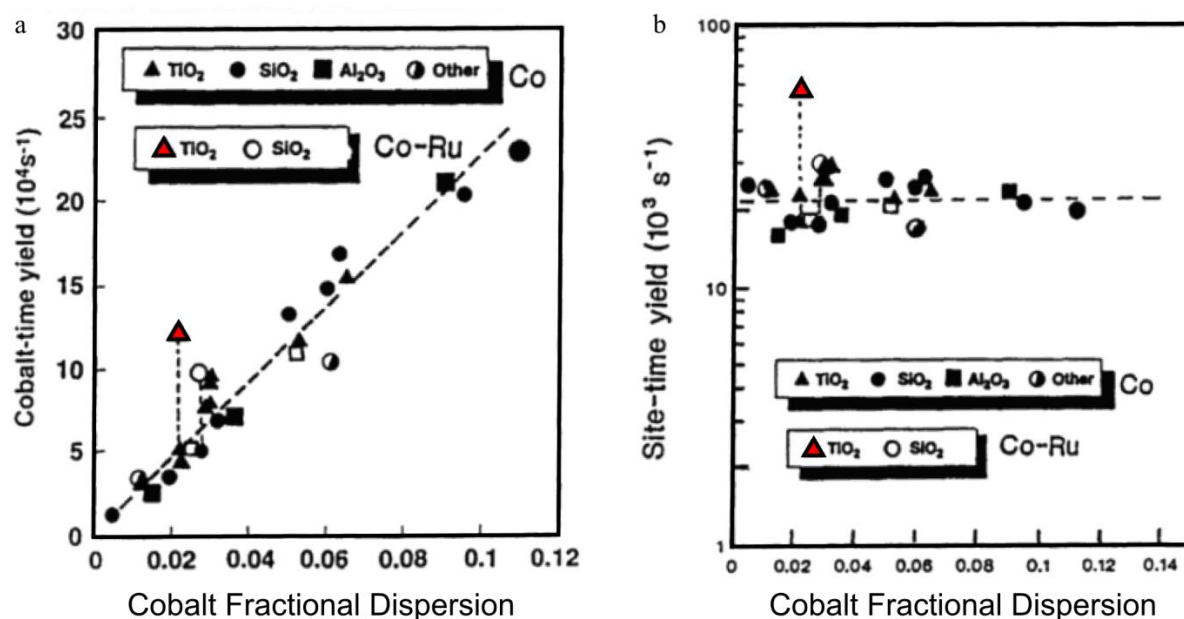 a
Cobalt-time yield (10⁴s⁻¹)
30
25
20
15
10
5
0
TiO₂ SiO₂ Al₂O₃ Other Co
TiO₂ SiO₂ Co-Ru
0 0.02 0.04 0.06 0.08 0.1 0.12
Cobalt Fractional Dispersion
b
Site-time yield (10³ s⁻¹)
100
10
1
TiO₂ SiO₂ Al₂O₃ Other Co
TiO₂ SiO₂ Co-Ru
0 0.02 0.04 0.06 0.08 0.1 0.12 0.14
Cobalt Fractional Dispersion